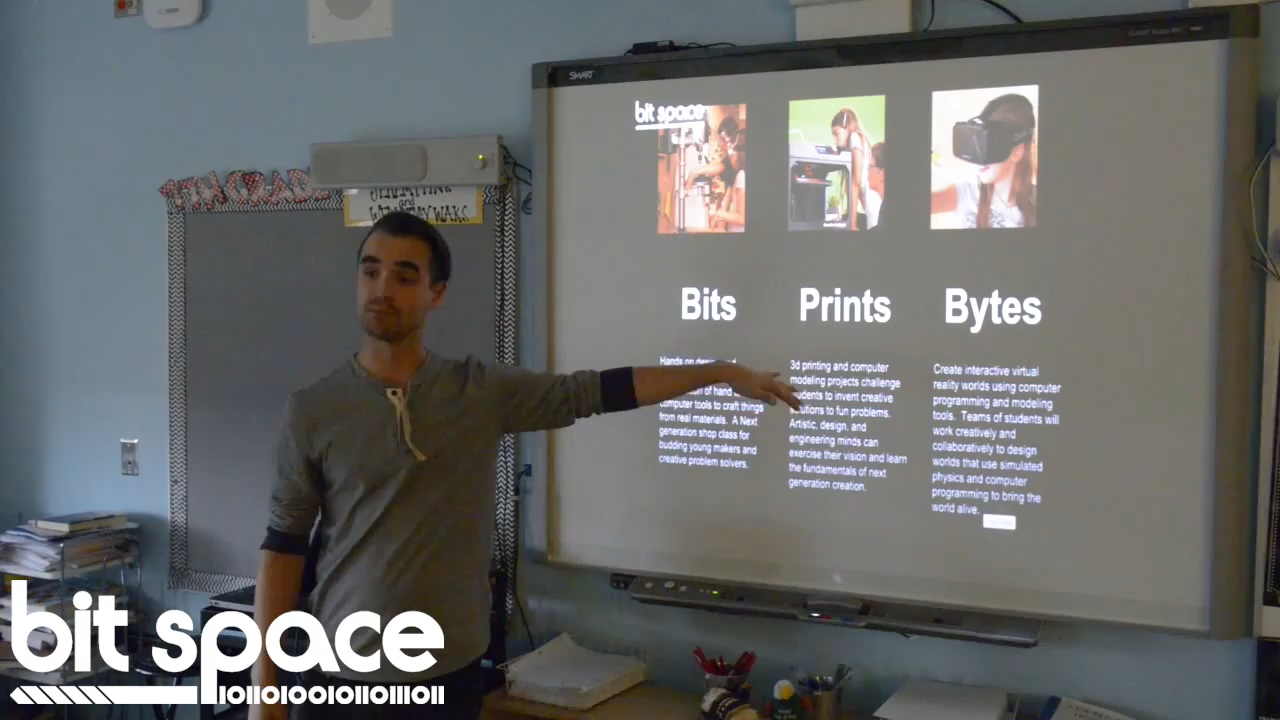 SMART
bit space
7TH GRAD
and
Bits
Prints
Bytes
Hands on design and
of hand
computer tools to craft things
from real materials. A Next
generation shop class for
budding young makers and
creative problem solvers.
3d printing and computer
modeling projects challenge
students to invent creative
solutions to fun problems.
Artistic, design, and
engineering minds can
exercise their vision and learn
the fundamentals of next
generation creation.
Create interactive virtual
reality worlds using computer
programming and modeling
tools. Teams of students will
work creatively and
collaboratively to design
worlds that use simulated
physics and computer
programming to bring the
world alive.
bit space